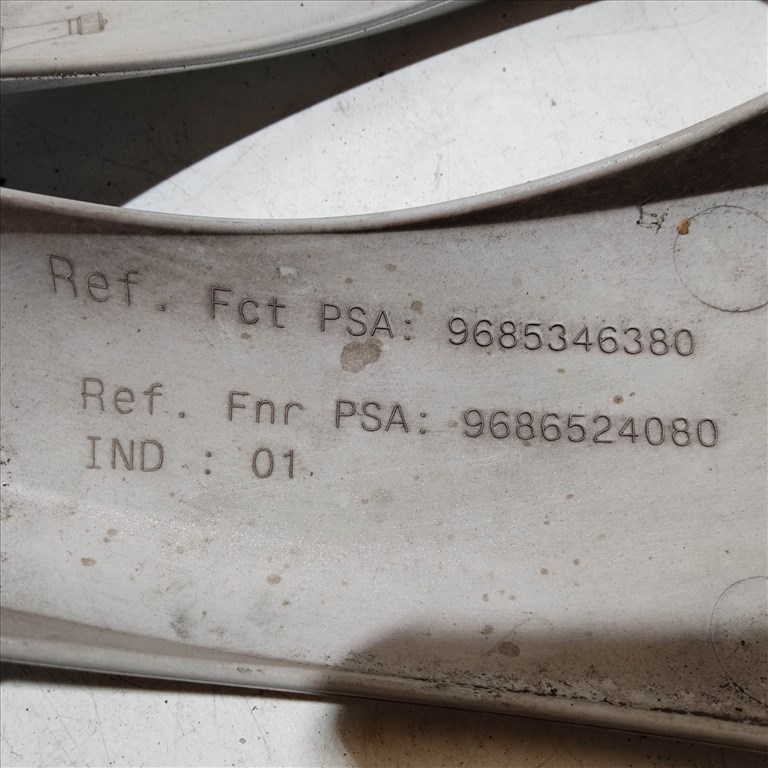 Ref. Fct PSA: 9685346380
Ref. Fnr PSA: 9686524080
IND : 01